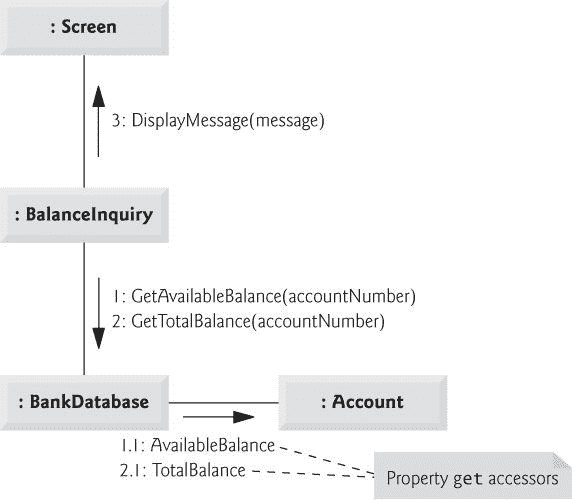 : Screen
3: DisplayMessage(message)
: BalanceInquiry
1: GetAvailableBalance(accountNumber)
2: GetTotalBalance(accountNumber)
: BankDatabase
: Account
1.1: AvailableBalance
2.1: TotalBalance
Property get accessors